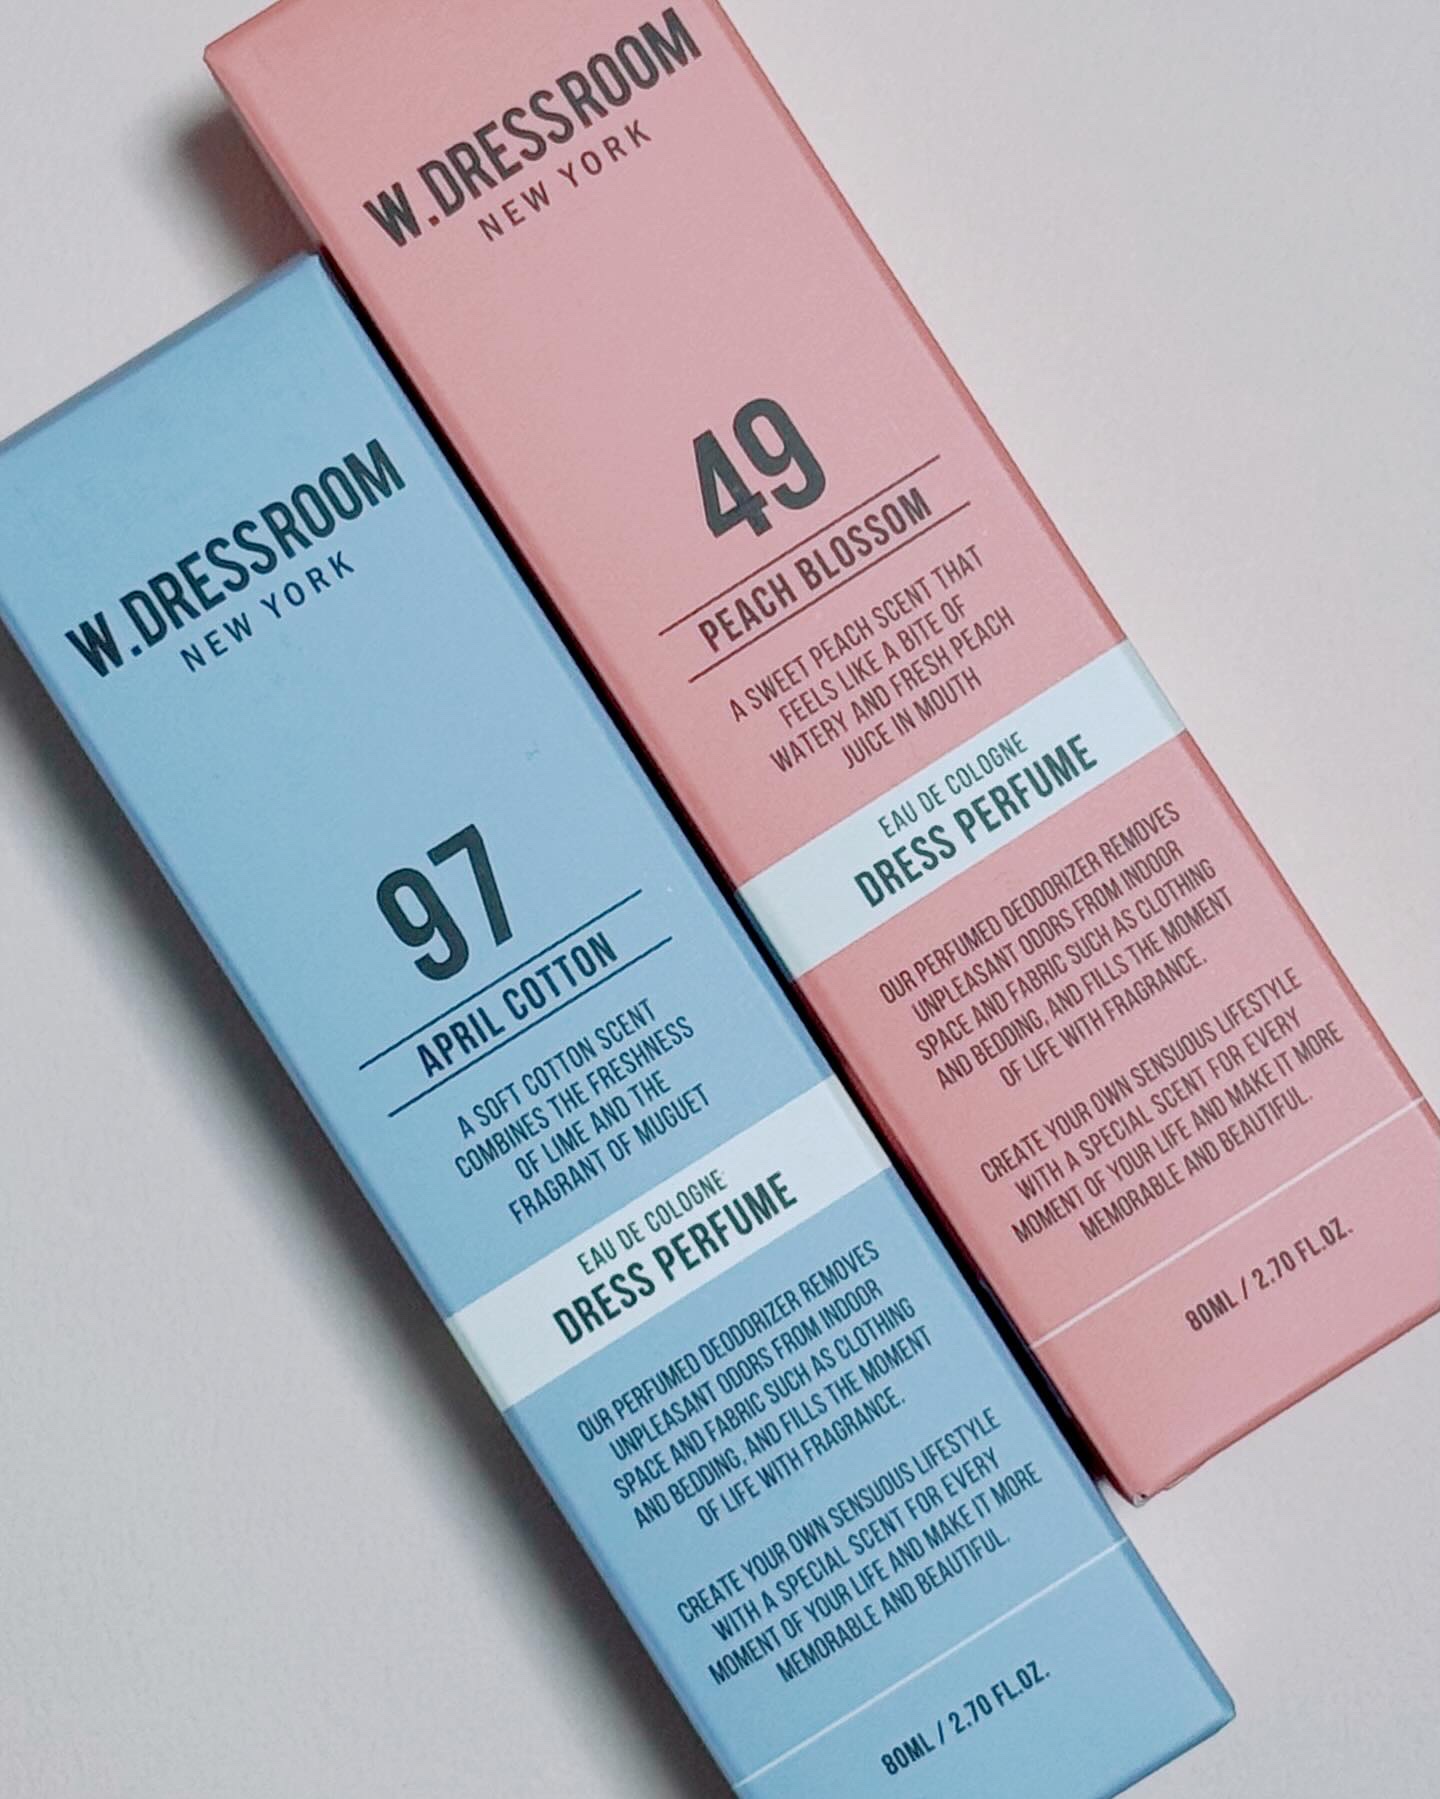 W.DRESSROOM
NEW YORK
49
PEACH BLOSSOM
A SWEET PEACH SCENT THAT
FEELS LIKE A BITE OF
WATERY AND FRESH PEACH
JUICE IN MOUTH
EAU DE COLOGNE
DRESS PERFUME
OUR PERFUMED DEODORIZER REMOVES
UNPLEASANT ODORS FROM INDOOR
SPACE AND FABRIC SUCH AS CLOTHING
AND BEDDING, AND FILLS THE MOMENT
OF LIFE WITH FRAGRANCE.
CREATE YOUR OWN SENSUOUS LIFESTYLE
WITH A SPECIAL SCENT FOR EVERY
MOMENT OF YOUR LIFE AND MAKE IT MORE
MEMORABLE AND BEAUTIFUL.
80ML / 2.70 FL.OZ.
W.DRESSROOM
NEW YORK
97
APRIL COTTON
A SOFT COTTON SCENT
COMBINES THE FRESHNESS
OF LIME AND THE
FRAGRANT OF MUGUET
EAU DE COLOGNE
DRESS PERFUME
OUR PERFUMED DEODORIZER REMOVES
UNPLEASANT ODORS FROM INDOOR
SPACE AND FABRIC SUCH AS CLOTHING
AND BEDDING, AND FILLS THE MOMENT
OF LIFE WITH FRAGRANCE.
CREATE YOUR OWN SENSUOUS LIFESTYLE
WITH A SPECIAL SCENT FOR EVERY
MOMENT OF YOUR LIFE AND MAKE IT MORE
MEMORABLE AND BEAUTIFUL.
80ML / 2.70 FL.OZ.